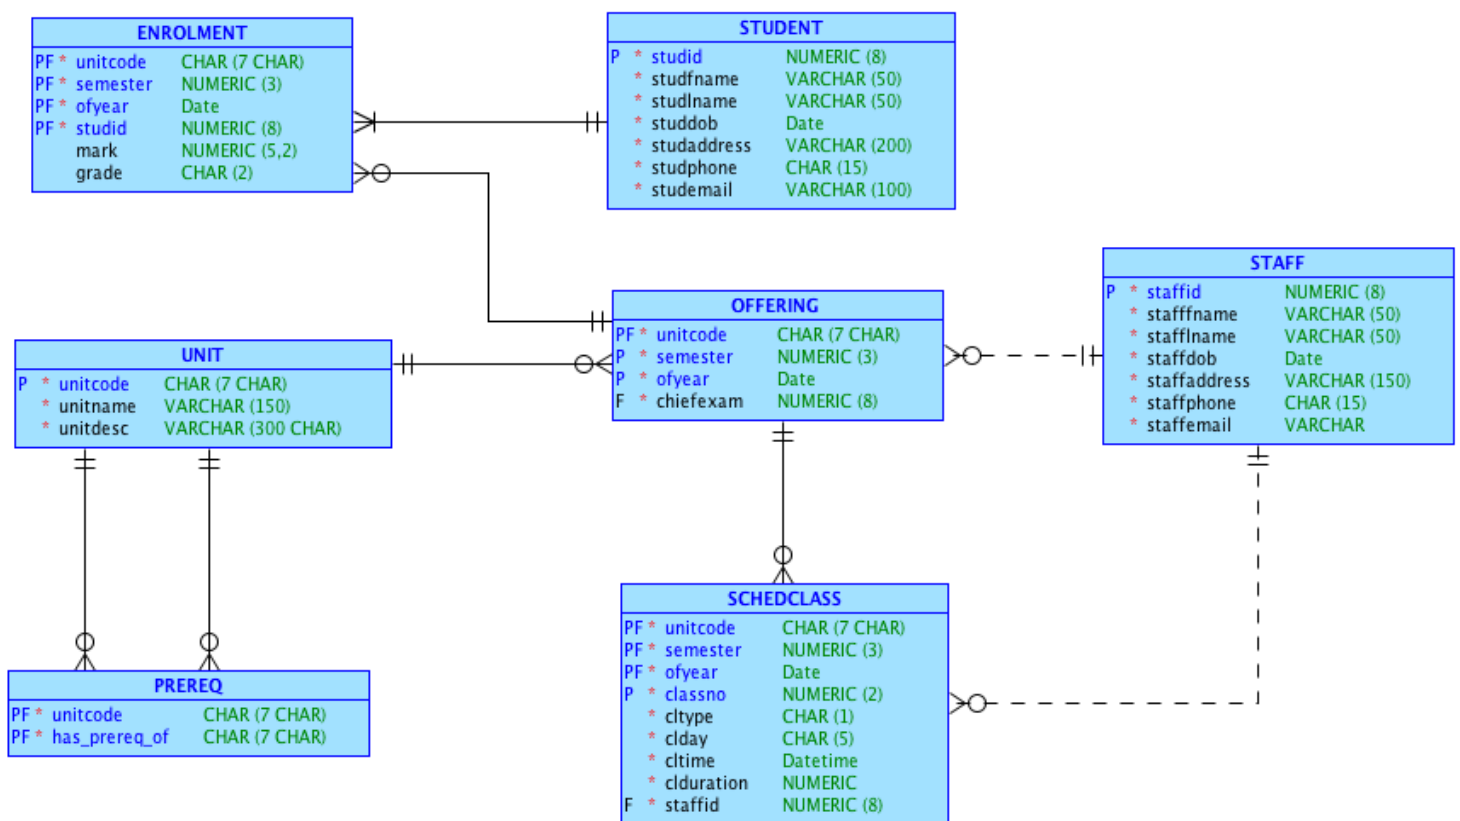 ENROLMENT
PF * unitcode CHAR (7 CHAR)
PF * semester NUMERIC (3)
PF * ofyear Date
PF * studid NUMERIC (8)
mark NUMERIC (5,2)
grade CHAR (2)
STUDENT
P * studid NUMERIC (8)
* studfname VARCHAR (50)
* studlname VARCHAR (50)
* studdob Date
* studaddress VARCHAR (200)
* studphone CHAR (15)
* studemail VARCHAR (100)
STAFF
P * staffid NUMERIC (8)
* stafffname VARCHAR (50)
* stafflname VARCHAR (50)
* staffdob Date
* staffaddress VARCHAR (150)
* staffphone CHAR (15)
* staffemail VARCHAR
OFFERING
PF * unitcode CHAR (7 CHAR)
P * semester NUMERIC (3)
P * ofyear Date
F * chiefexam NUMERIC (8)
UNIT
P * unitcode CHAR (7 CHAR)
* unitname VARCHAR (150)
* unitdesc VARCHAR (300 CHAR)
SCHEDCLASS
PF * unitcode CHAR (7 CHAR)
PF * semester NUMERIC (3)
PF * ofyear Date
P * classno NUMERIC (2)
* cltype CHAR (1)
* clday CHAR (5)
* cltime Datetime
* clduration NUMERIC
F * staffid NUMERIC (8)
PREREQ
PF * unitcode CHAR (7 CHAR)
PF * has_prereq_of CHAR (7 CHAR)